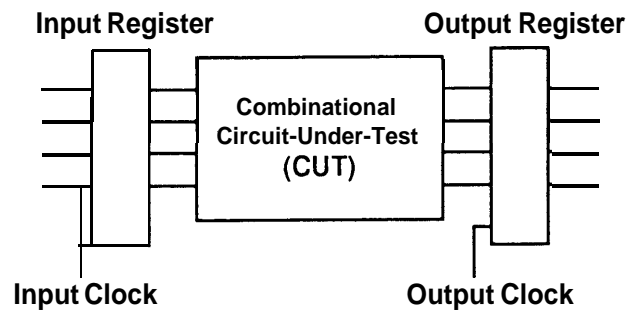 Input Register
Output Register
Combinational
Circuit-Under-Test
(CUT)
Input Clock
Output Clock